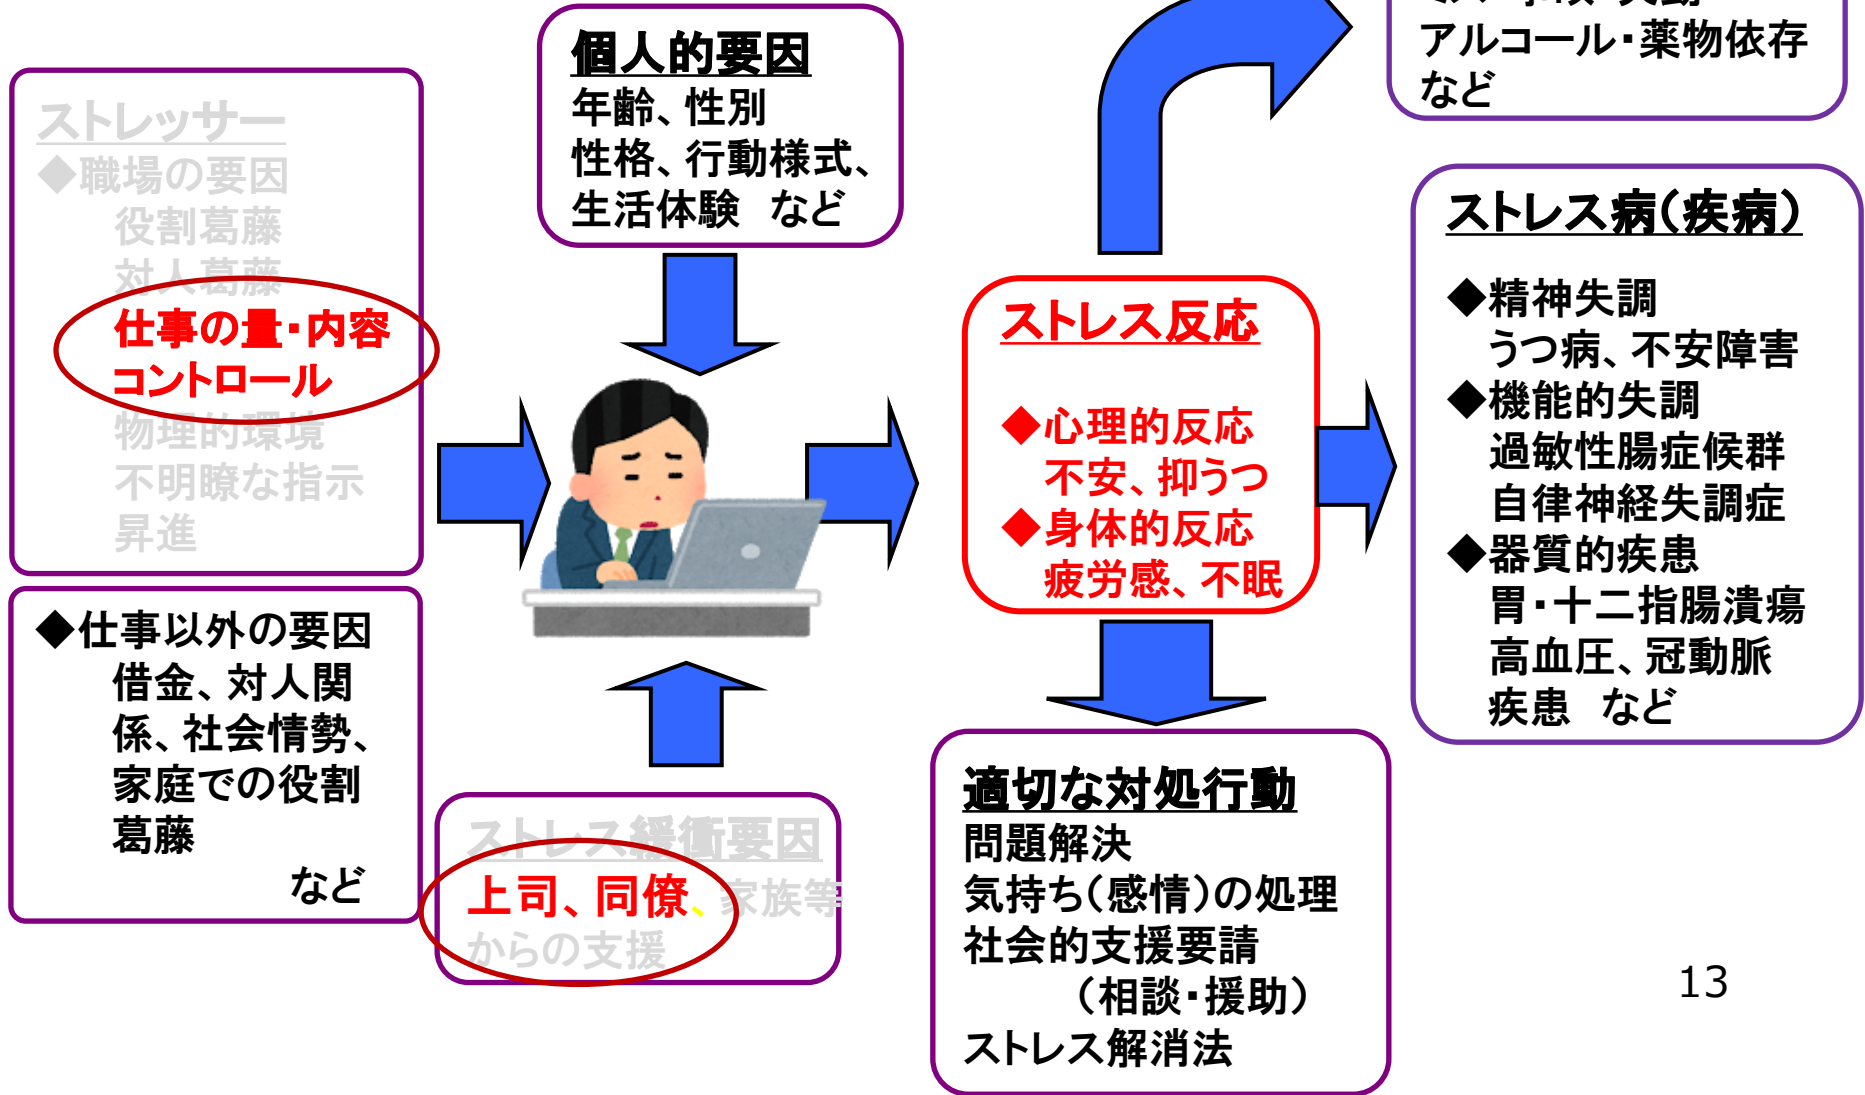 個人的要因
年齢、性別
性格、行動様式、
生活体験　など
アルコール・薬物依存
など
ストレッサー
◆職場の要因
役割葛藤
対人葛藤
仕事の量・内容
コントロール
物理的環境
不明瞭な指示
昇進
◆仕事以外の要因
借金、対人関
係、社会情勢、
家庭での役割
葛藤
など
ストレス緩衝要因
上司、同僚、家族等
からの支援
ストレス反応
◆心理的反応
不安、抑うつ
◆身体的反応
疲労感、不眠
適切な対処行動
問題解決
気持ち(感情)の処理
社会的支援要請
（相談・援助）
ストレス解消法
ストレス病(疾病)
◆精神失調
うつ病、不安障害
◆機能的失調
過敏性腸症候群
自律神経失調症
◆器質的疾患
胃・十二指腸潰瘍
高血圧、冠動脈
疾患　など
13